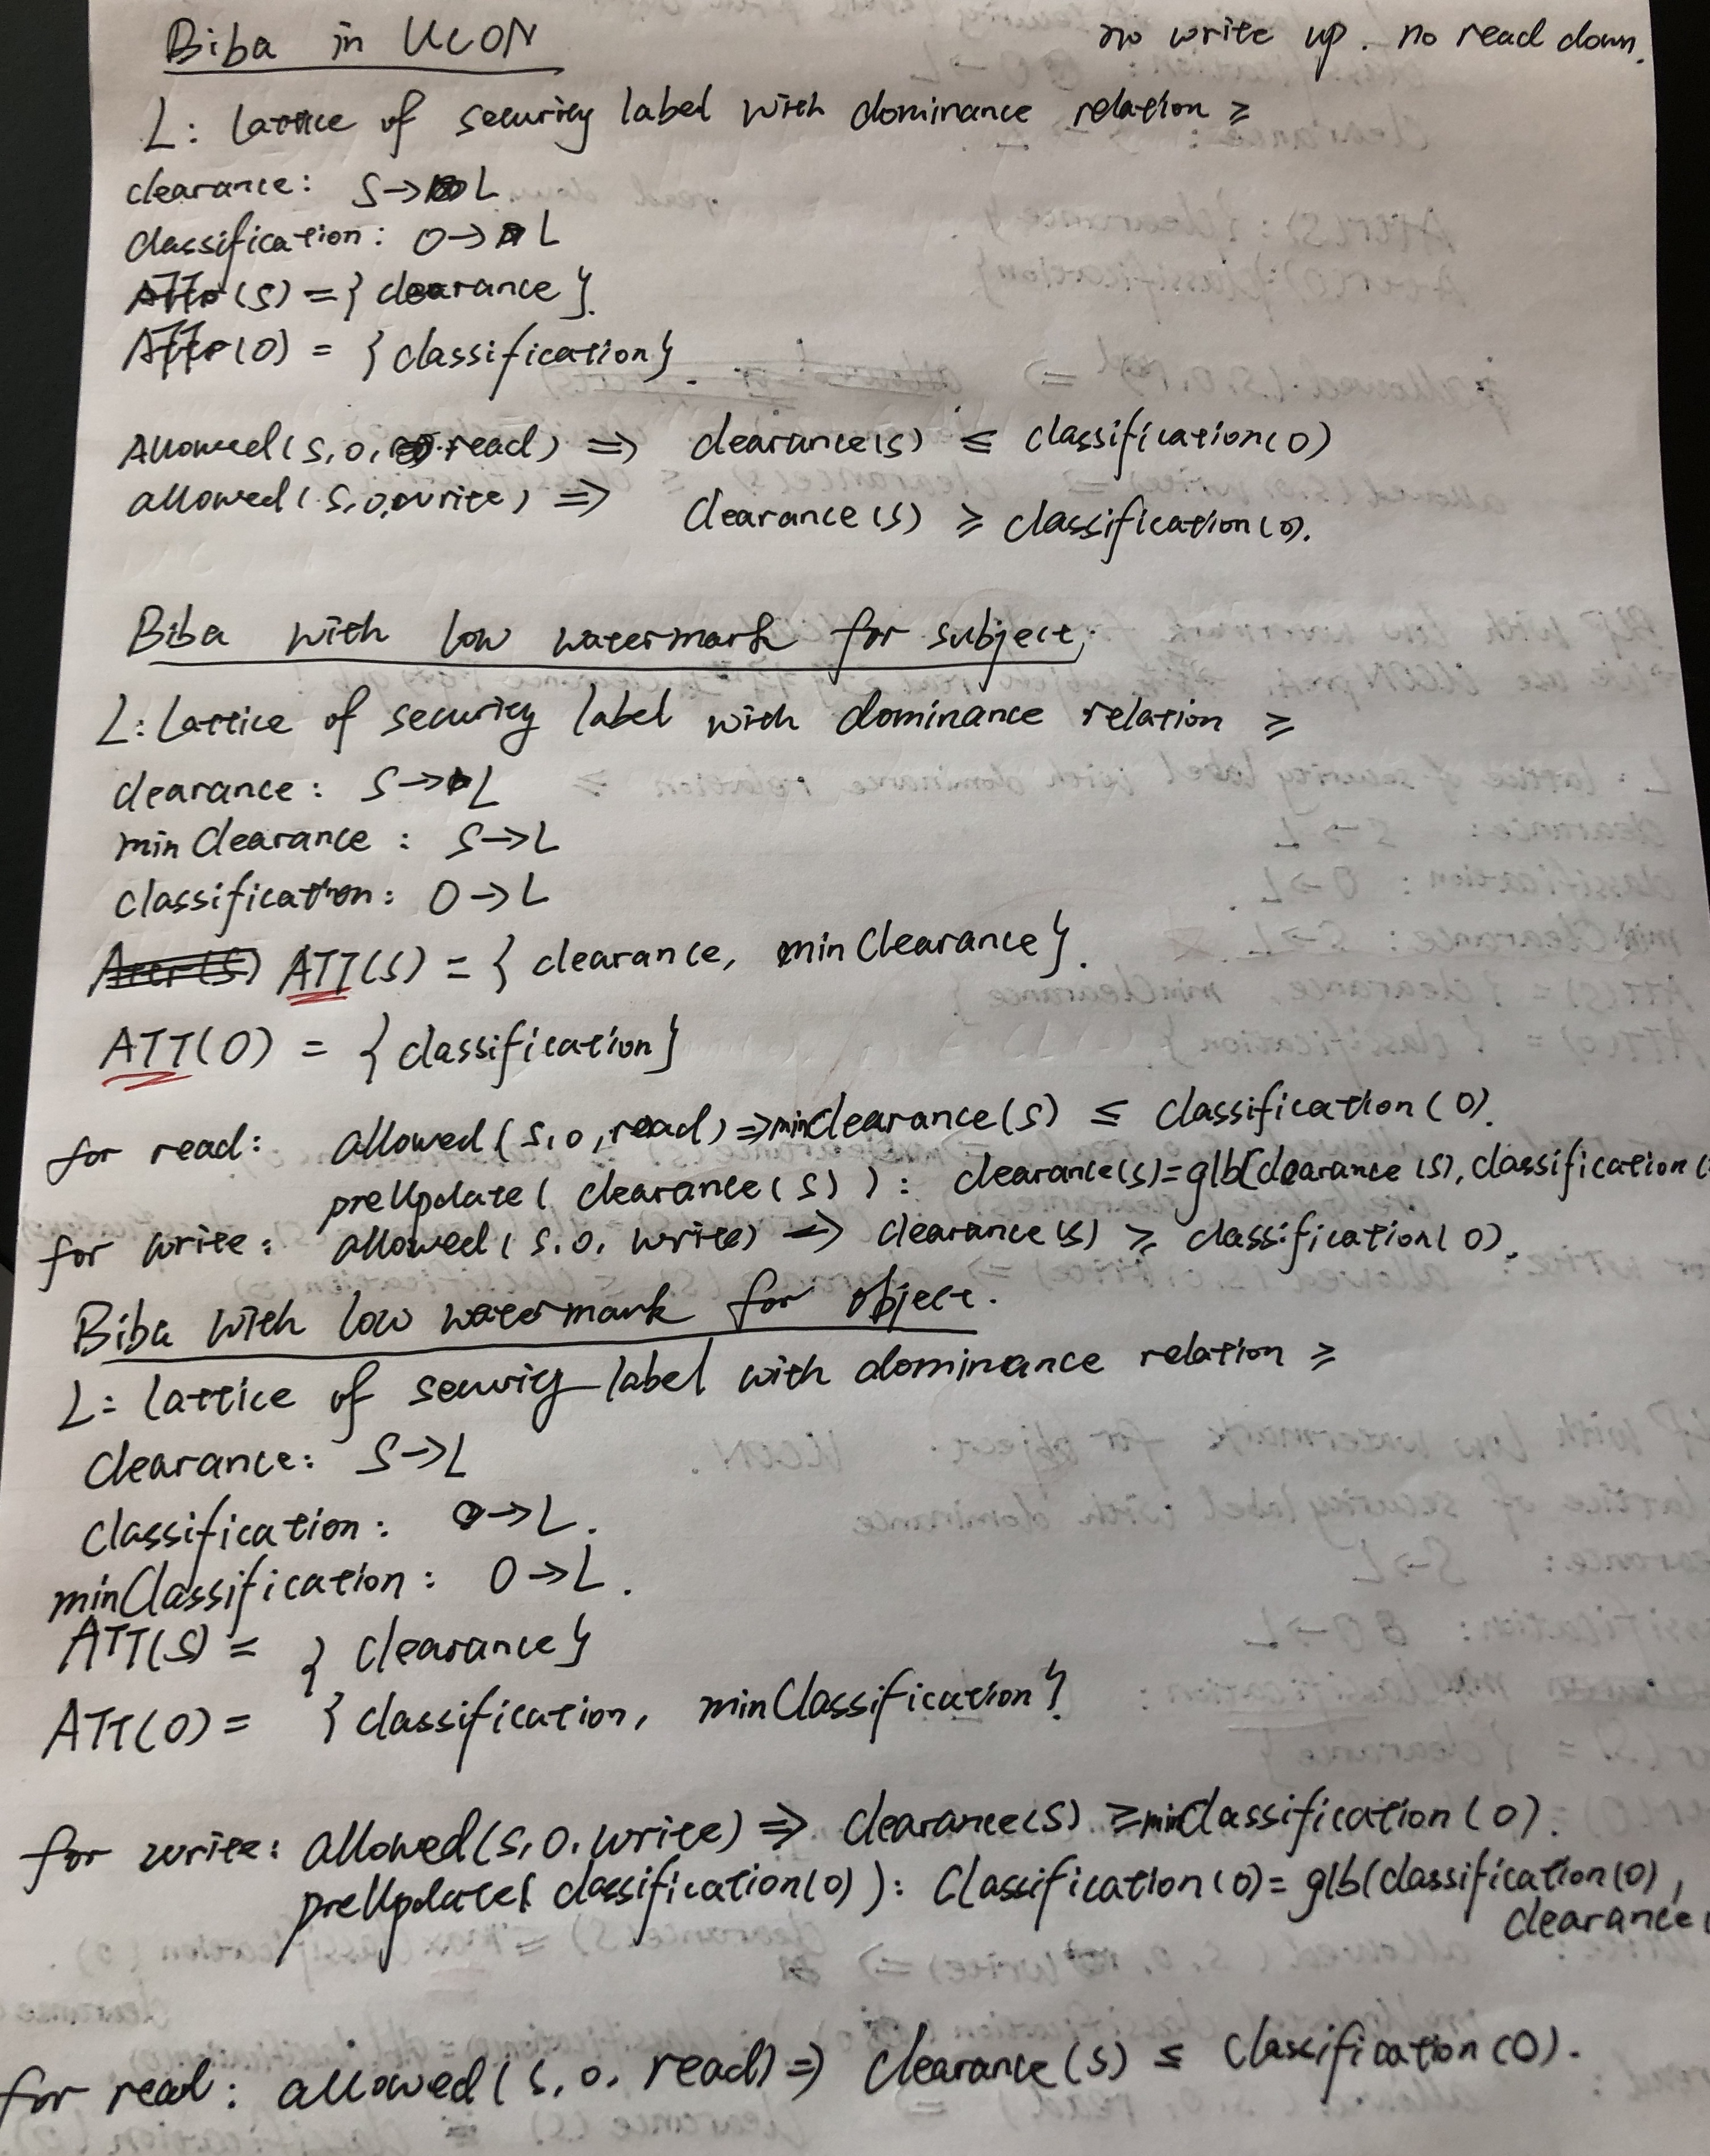 Biba in UCON
no write up. no read down.
L: lattice of security label with dominance relation ≥
clearance: S→L
classification: O→L
ATT(S) = { clearance }.
ATT(O) = { classification }.
Allowed(s, o, read) ⇒ clearance(s) ≤ classification(o)
allowed(s, o, write) ⇒ clearance(s) ≥ classification(o).
Biba with low watermark for subject;
L: lattice of security label with dominance relation ≥
clearance: S→L
minClearance: S→L
classification: O→L
ATT(S) = { clearance, minClearance }.
ATT(O) = { classification }
for read: allowed(s, o, read) ⇒ minClearance(s) ≤ classification(o).
preUpdate( clearance(s) ): clearance(s)=glb(clearance(s), classification(
for write: allowed(s, o, write) ⇒ clearance(s) ≥ classification(o).
Biba with low watermark for object.
L: lattice of security label with dominance relation ≥
clearance: S→L
classification: O→L.
minClassification: O→L.
ATT(S) = { clearance }
ATT(O) = { classification, minClassification }.
for write: allowed(s, o, write) ⇒ clearance(s) ≥ minClassification(o).
preUpdate( classification(o) ): Classification(o)= glb(classification(o),
clearance(
for read: allowed(s, o, read) ⇒ clearance(s) ≤ classification(o).